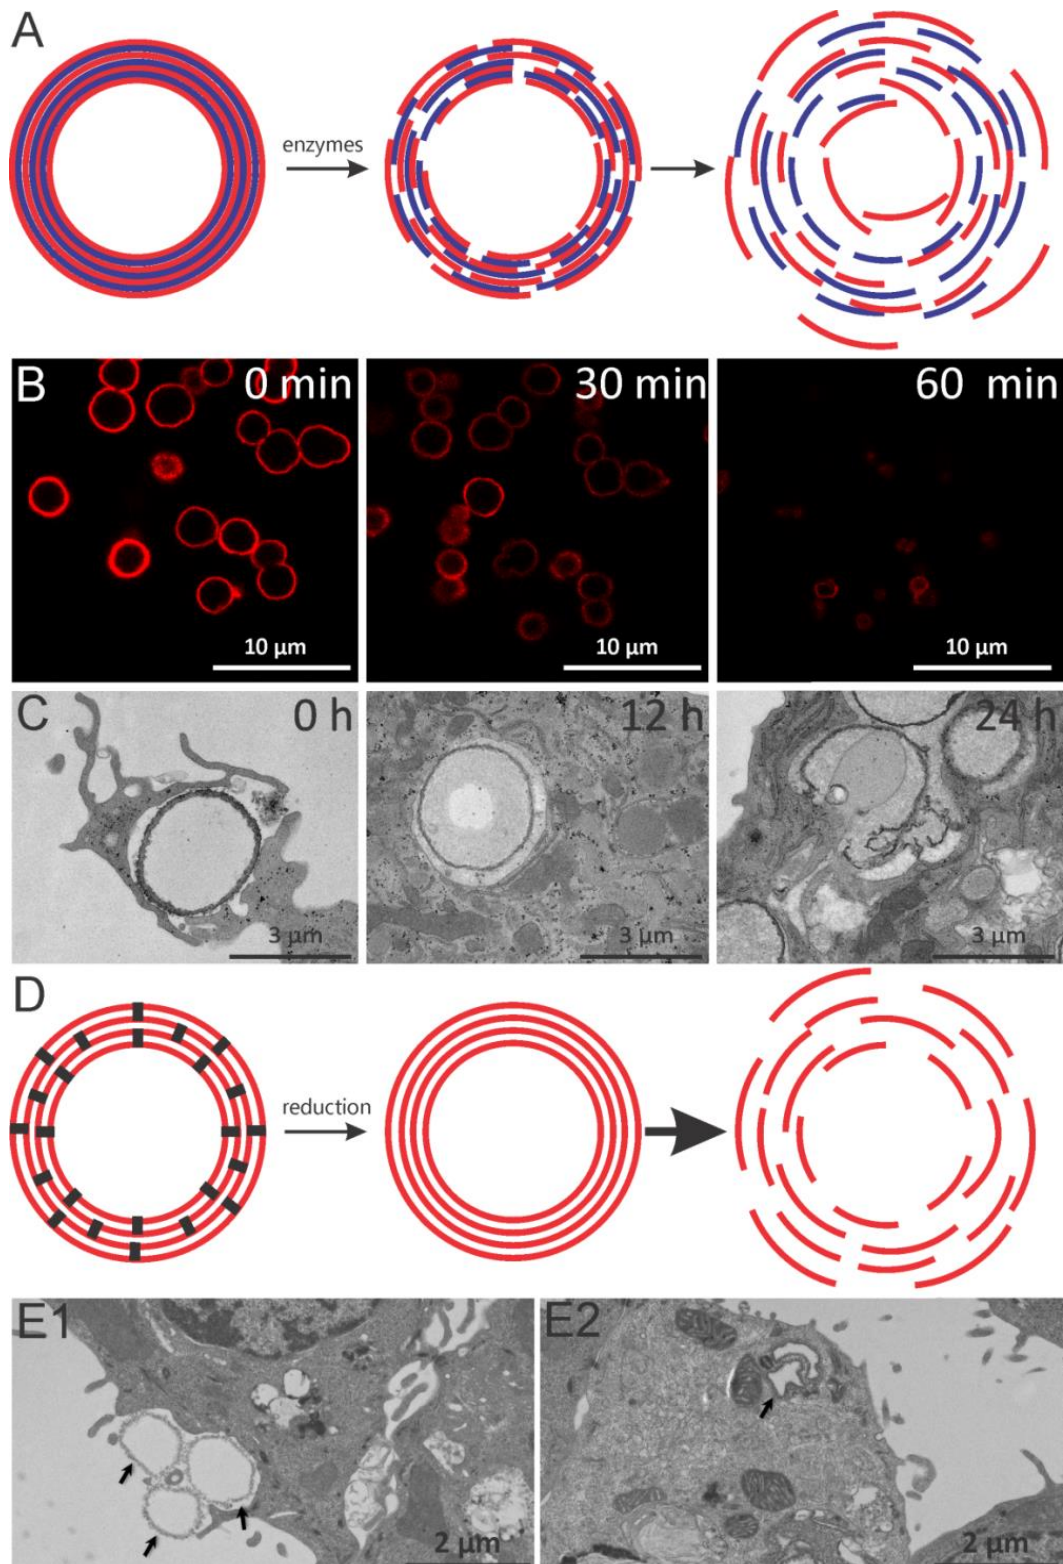 A
enzymes
B
0 min
30 min
60 min
10 µm
10 µm
10 µm
C
0 h
12 h
24 h
3 µm
3 µm
3 µm
D
reduction
E1
E2
2 µm
2 µm